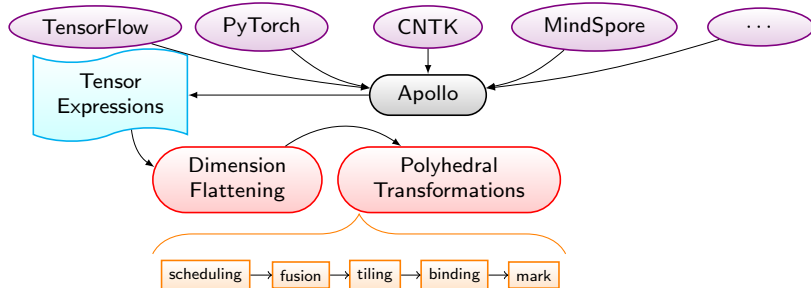 TensorFlow
PyTorch
CNTK
MindSpore
...
Tensor
Expressions
Apollo
Dimension
Flattening
Polyhedral
Transformations
scheduling
fusion
tiling
binding
mark